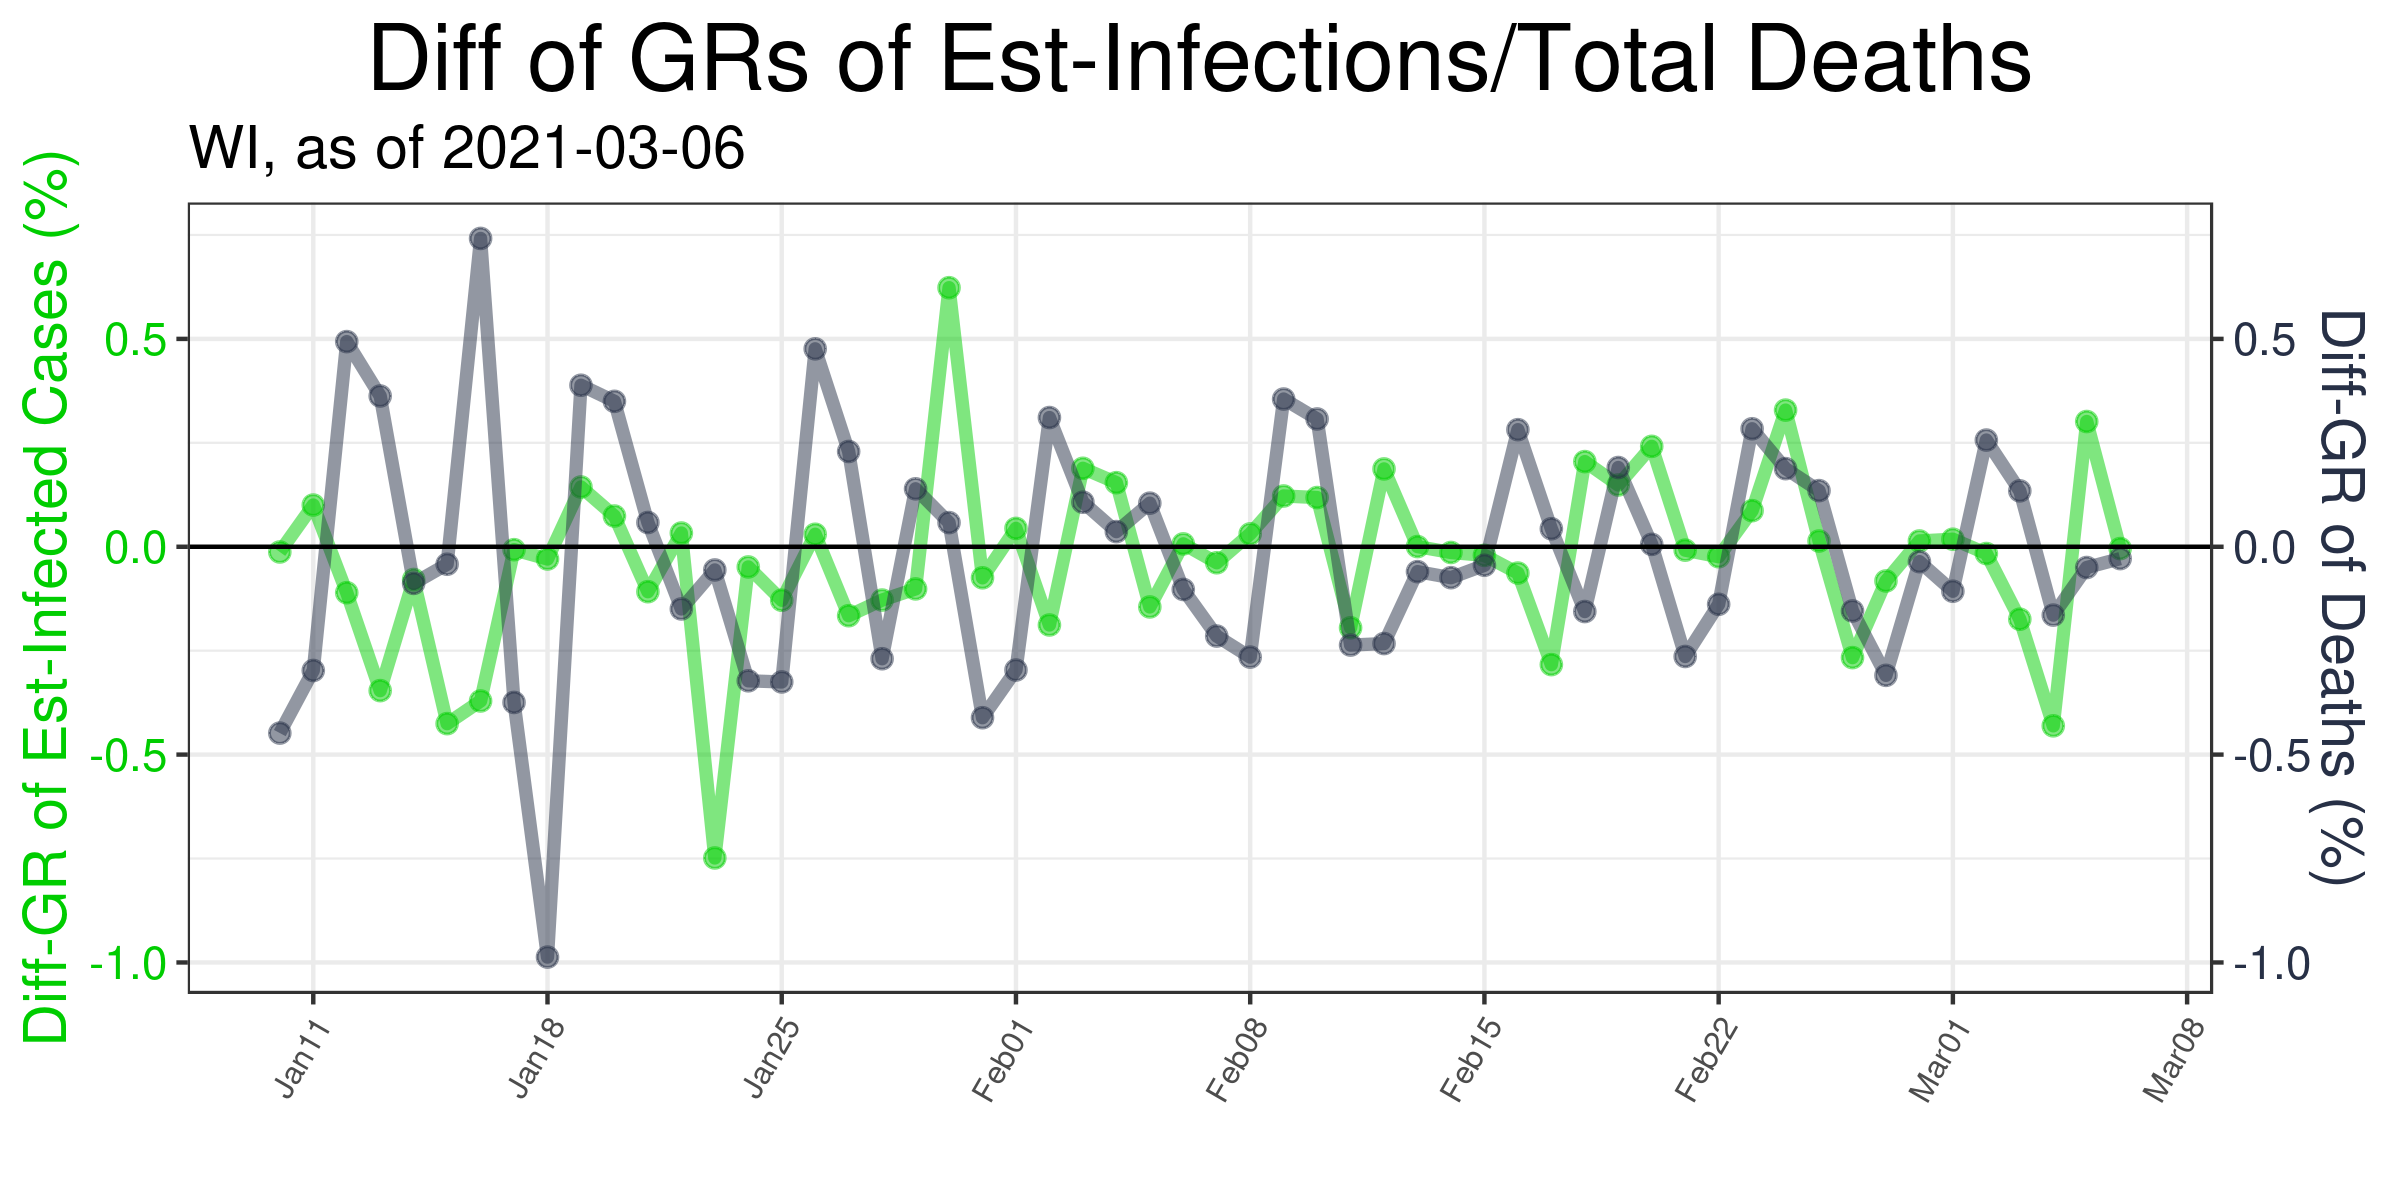 Diff of GRs of Est-Infections/Total Deaths
WI, as of 2021-03-06
Diff-GR of Est-Infected Cases (%)
0.5
0.0
-0.5
-1.0
0.5
0.0
-0.5
-1.0
Diff-GR of Deaths (%)
Jan11
Jan18
Jan25
Feb01
Feb08
Feb15
Feb22
Mar01
Mar08